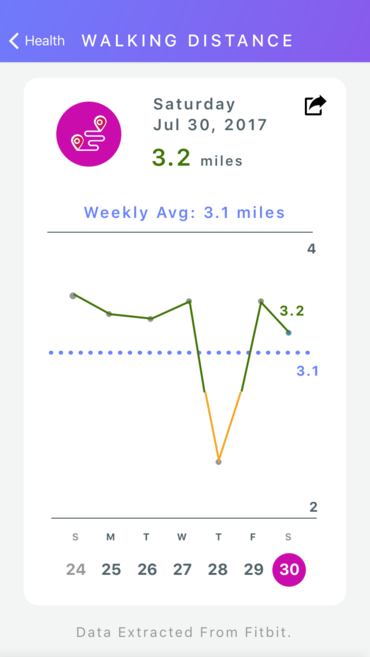 Health WALKING DISTANCE
Saturday
Jul 30, 2017
3.2 miles
Weekly Avg: 3.1 miles
4
3.2
3.1
2
S M T W T F S
24 25 26 27 28 29 30
Data Extracted From Fitbit.